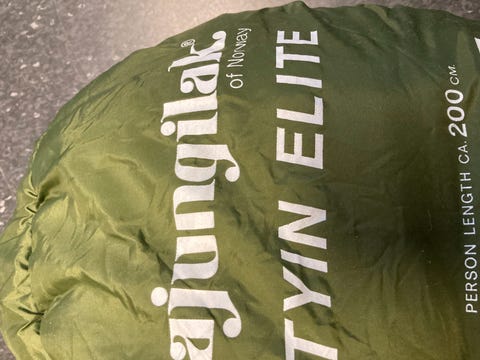 ajungilak®
of Norway
TYIN ELITE
PERSON LENGTH CA. 200 CM.